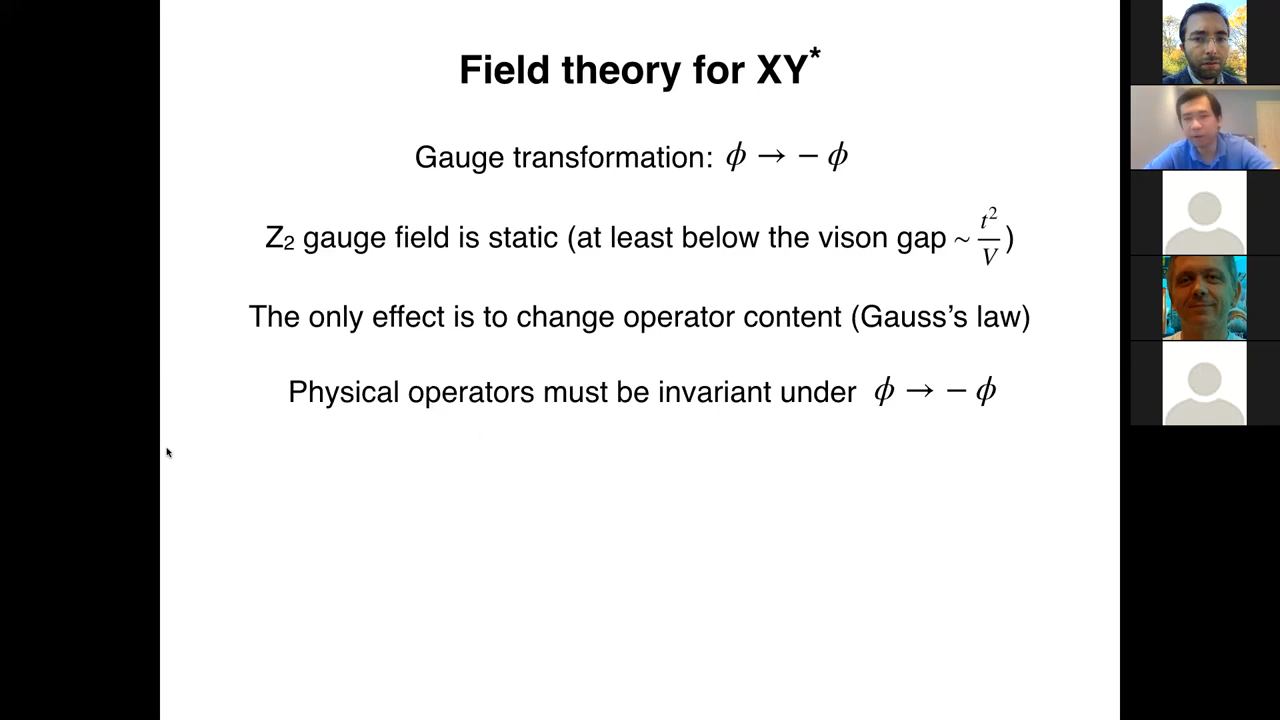 Field theory for XY*
Gauge transformation: ϕ → − ϕ
Z₂ gauge field is static (at least below the vison gap ~ t²/V)
The only effect is to change operator content (Gauss’s law)
Physical operators must be invariant under ϕ → − ϕ